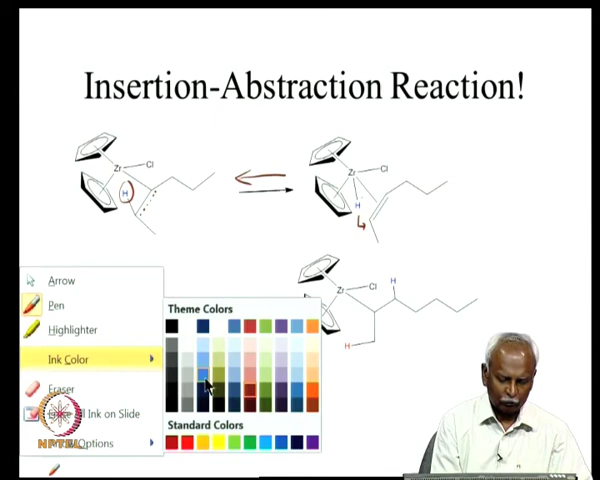 Insertion-Abstraction Reaction!
Zr Cl
H
Zr Cl
H
Zr Cl H
H
Arrow
Pen
Highlighter
Ink Color
Eraser
Ink on Slide
Options
Theme Colors
Standard Colors
NPTEL